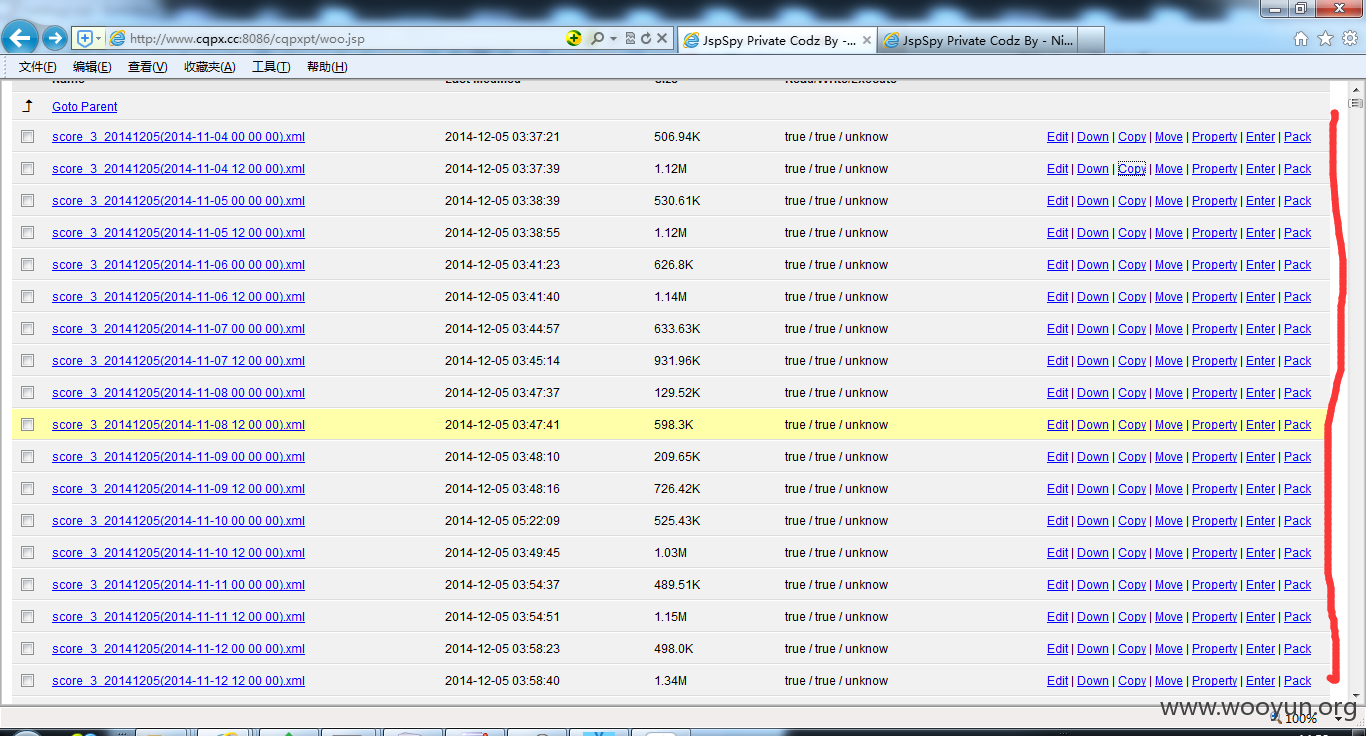 http://www.cqpx.cc:8086/cqpxpt/woo.jsp
JspSpy Private Codz By -...
JspSpy Private Codz By - Ni...
文件(F) 编辑(E) 查看(V) 收藏夹(A) 工具(T) 帮助(H)
Name Last Modified Size Read/Write/Execute
Goto Parent
score_3_20141205(2014-11-04 00 00 00).xml 2014-12-05 03:37:21 506.94K true / true / unknow Edit | Down | Copy | Move | Property | Enter | Pack
score_3_20141205(2014-11-04 12 00 00).xml 2014-12-05 03:37:39 1.12M true / true / unknow Edit | Down | Copy | Move | Property | Enter | Pack
score_3_20141205(2014-11-05 00 00 00).xml 2014-12-05 03:38:39 530.61K true / true / unknow Edit | Down | Copy | Move | Property | Enter | Pack
score_3_20141205(2014-11-05 12 00 00).xml 2014-12-05 03:38:55 1.12M true / true / unknow Edit | Down | Copy | Move | Property | Enter | Pack
score_3_20141205(2014-11-06 00 00 00).xml 2014-12-05 03:41:23 626.8K true / true / unknow Edit | Down | Copy | Move | Property | Enter | Pack
score_3_20141205(2014-11-06 12 00 00).xml 2014-12-05 03:41:40 1.14M true / true / unknow Edit | Down | Copy | Move | Property | Enter | Pack
score_3_20141205(2014-11-07 00 00 00).xml 2014-12-05 03:44:57 633.63K true / true / unknow Edit | Down | Copy | Move | Property | Enter | Pack
score_3_20141205(2014-11-07 12 00 00).xml 2014-12-05 03:45:14 931.96K true / true / unknow Edit | Down | Copy | Move | Property | Enter | Pack
score_3_20141205(2014-11-08 00 00 00).xml 2014-12-05 03:47:37 129.52K true / true / unknow Edit | Down | Copy | Move | Property | Enter | Pack
score_3_20141205(2014-11-08 12 00 00).xml 2014-12-05 03:47:41 598.3K true / true / unknow Edit | Down | Copy | Move | Property | Enter | Pack
score_3_20141205(2014-11-09 00 00 00).xml 2014-12-05 03:48:10 209.65K true / true / unknow Edit | Down | Copy | Move | Property | Enter | Pack
score_3_20141205(2014-11-09 12 00 00).xml 2014-12-05 03:48:16 726.42K true / true / unknow Edit | Down | Copy | Move | Property | Enter | Pack
score_3_20141205(2014-11-10 00 00 00).xml 2014-12-05 05:22:09 525.43K true / true / unknow Edit | Down | Copy | Move | Property | Enter | Pack
score_3_20141205(2014-11-10 12 00 00).xml 2014-12-05 03:49:45 1.03M true / true / unknow Edit | Down | Copy | Move | Property | Enter | Pack
score_3_20141205(2014-11-11 00 00 00).xml 2014-12-05 03:54:37 489.51K true / true / unknow Edit | Down | Copy | Move | Property | Enter | Pack
score_3_20141205(2014-11-11 12 00 00).xml 2014-12-05 03:54:51 1.15M true / true / unknow Edit | Down | Copy | Move | Property | Enter | Pack
score_3_20141205(2014-11-12 00 00 00).xml 2014-12-05 03:58:23 498.0K true / true / unknow Edit | Down | Copy | Move | Property | Enter | Pack
score_3_20141205(2014-11-12 12 00 00).xml 2014-12-05 03:58:40 1.34M true / true / unknow Edit | Down | Copy | Move | Property | Enter | Pack
www.wooyun.org
100%